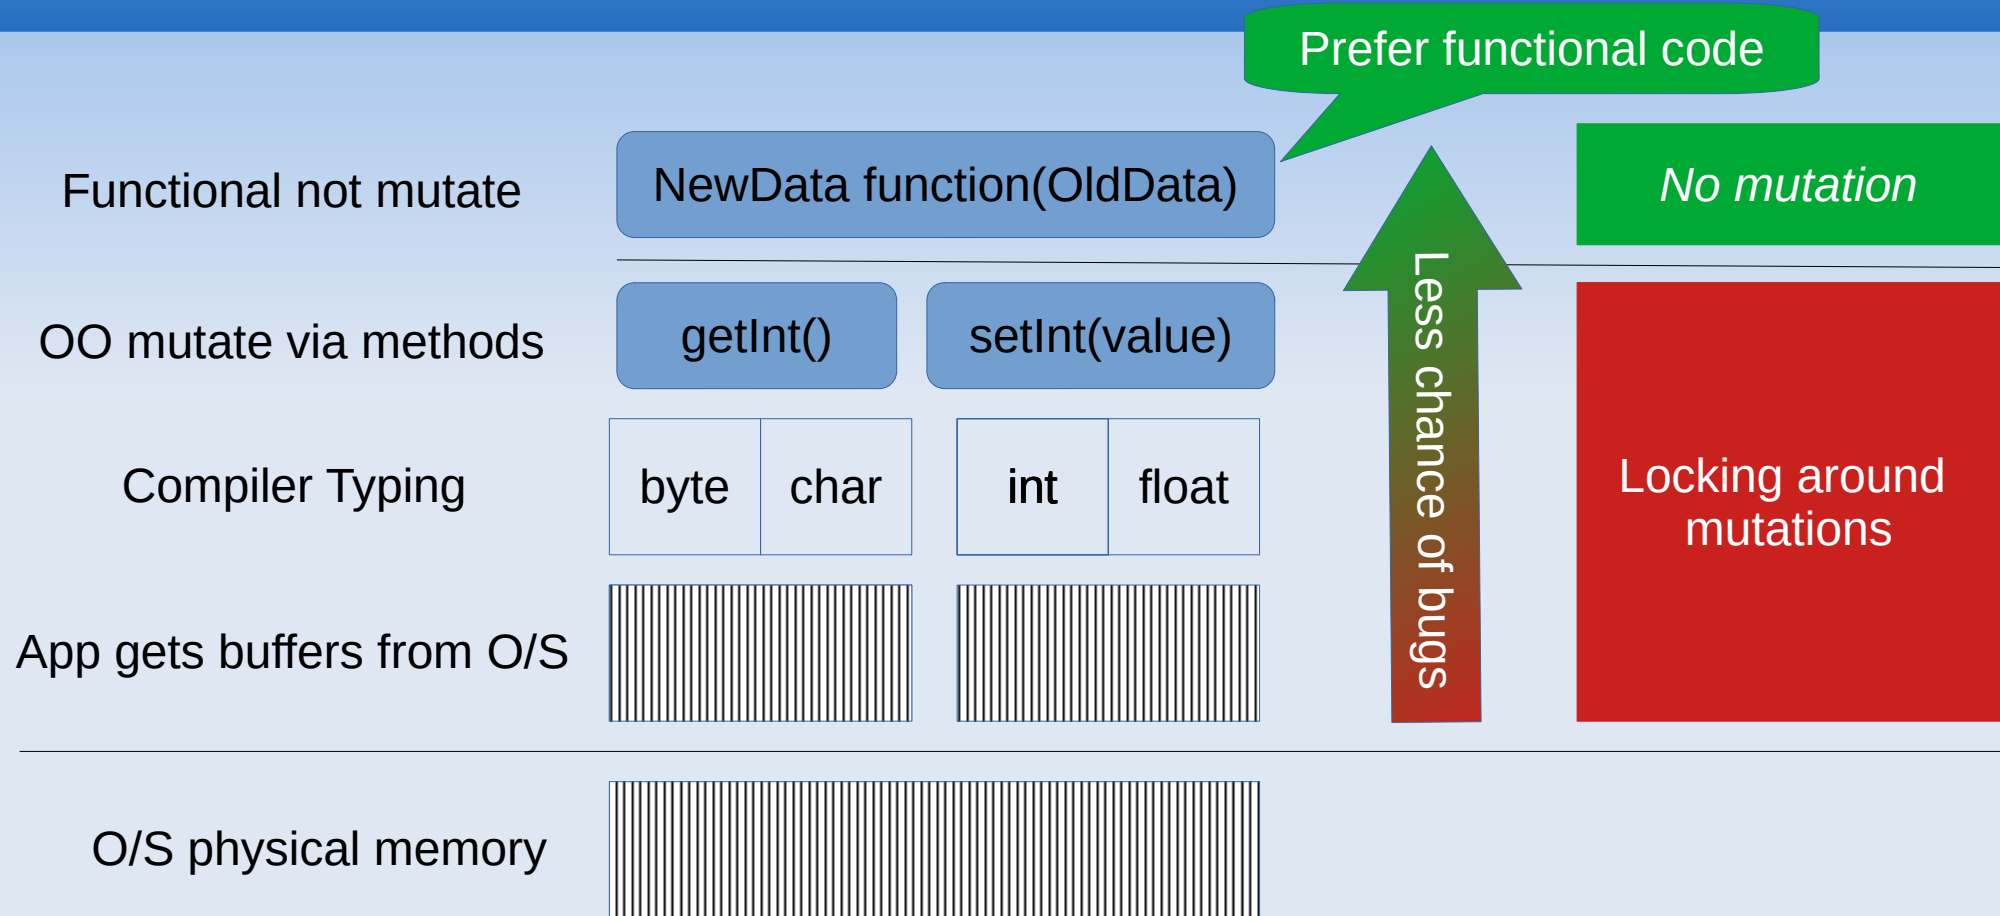 Prefer functional code
Functional not mutate
NewData function(OldData)
No mutation
OO mutate via methods
getInt()
setInt(value)
Less chance of bugs
Compiler Typing
byte
char
int
float
Locking around
mutations
App gets buffers from O/S
O/S physical memory